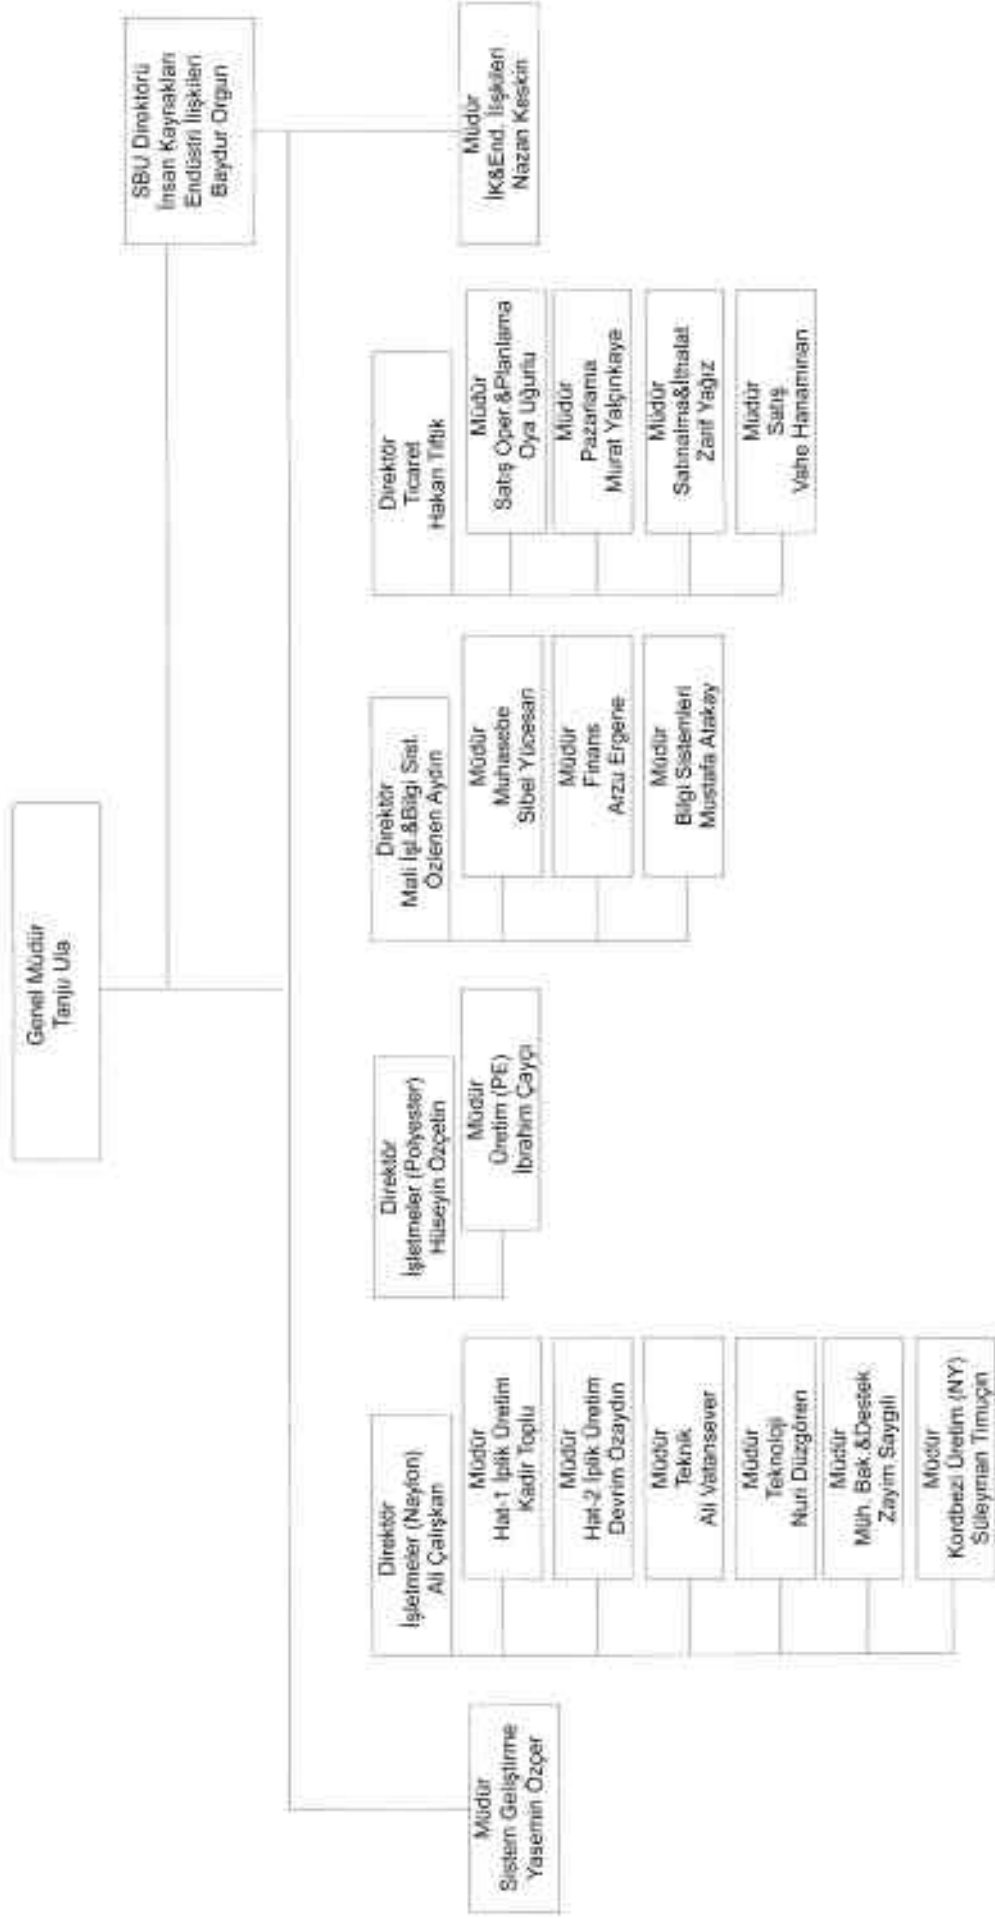 Genel Müdür
Tanju Ula
SBU Direktörü
İnsan Kaynakları
Endüstri İlişkileri
Baydur Orgun
Müdür
Sistem Geliştirme
Yasemin Özçer
Direktör
İşletmeler (Naylon)
Ali Çalışkan
Müdür
Hat-1 İplik Üretim
Kadir Toplu
Müdür
Hat-2 İplik Üretim
Devrim Özaydın
Müdür
Teknik
Ali Vatansever
Müdür
Teknoloji
Nuri Düzgören
Müdür
Müh. Bak.&Destek
Zayim Saygılı
Müdür
Kordbezi Üretim (NY)
Süleyman Timuçin
Direktör
İşletmeler (Polyester)
Hüseyin Özçetin
Müdür
Üretim (PE)
İbrahim Çayçı
Direktör
Mali İşl.&Bilgi Sist.
Özlenen Aydın
Müdür
Muhasebe
Sibel Yücesan
Müdür
Finans
Arzu Ergene
Müdür
Bilgi Sistemleri
Mustafa Atakay
Direktör
Ticaret
Hakan Tiftik
Müdür
Satış Oper.&Planlama
Oya Uğurlu
Müdür
Pazarlama
Murat Yalçınkaya
Müdür
Satınalma&İthalat
Zarif Yağız
Müdür
Satış
Vahe Hanamirian
Müdür
İK&End. İlişkileri
Nazan Keskin